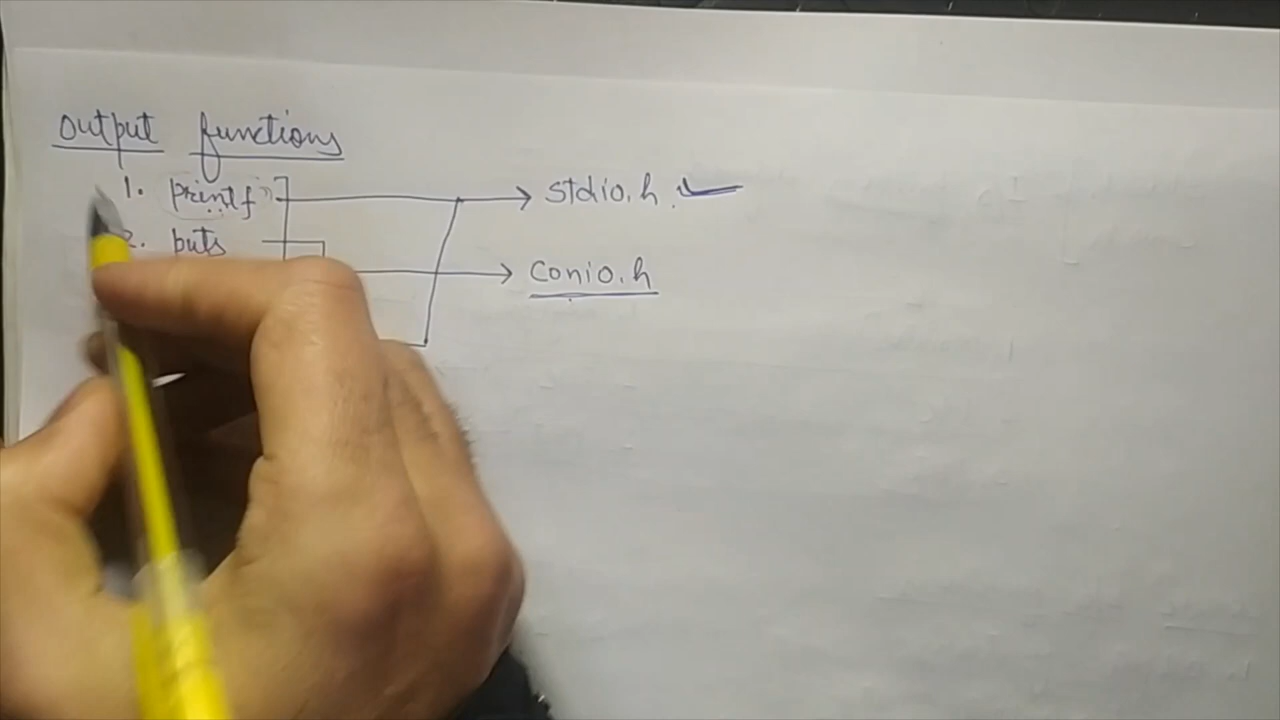 Output functions
1. printf → stdio.h.
2. puts
→ conio.h